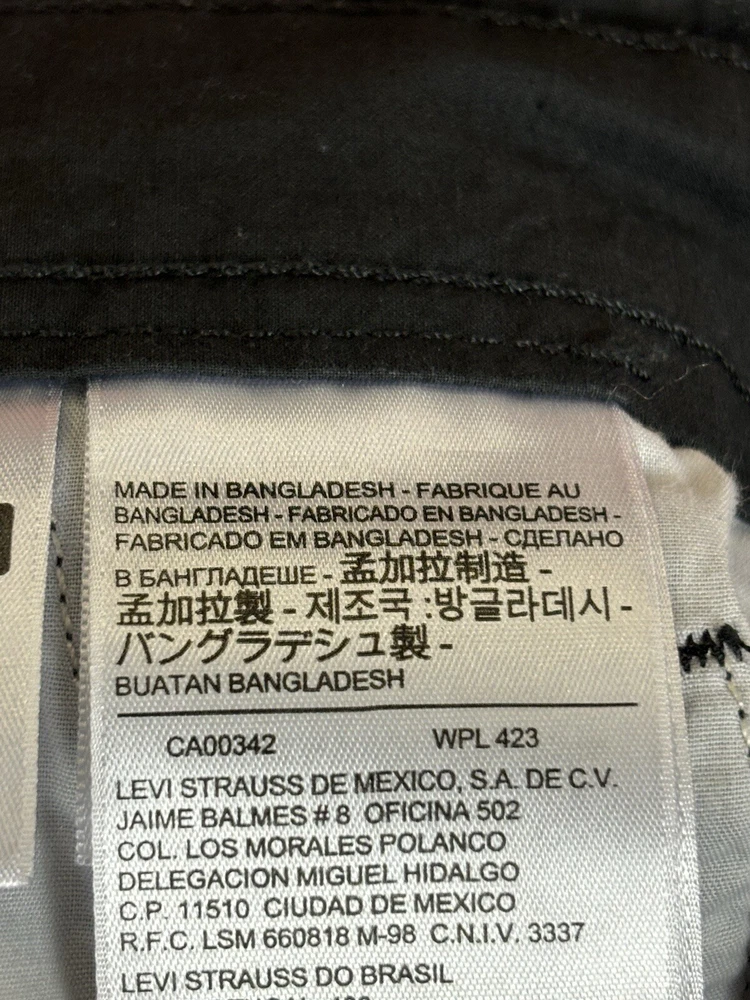 MADE IN BANGLADESH - FABRIQUE AU
BANGLADESH - FABRICADO EN BANGLADESH -
FABRICADO EM BANGLADESH - СДЕЛАНО
В БАНГЛАДЕШЕ - 孟加拉制造 -
孟加拉製 - 제조국 :방글라데시 -
バングラデシュ製 -
BUATAN BANGLADESH
CA00342 WPL 423
LEVI STRAUSS DE MEXICO, S.A. DE C.V.
JAIME BALMES # 8 OFICINA 502
COL. LOS MORALES POLANCO
DELEGACION MIGUEL HIDALGO
C.P. 11510 CIUDAD DE MEXICO
R.F.C. LSM 660818 M-98 C.N.I.V. 3337
LEVI STRAUSS DO BRASIL